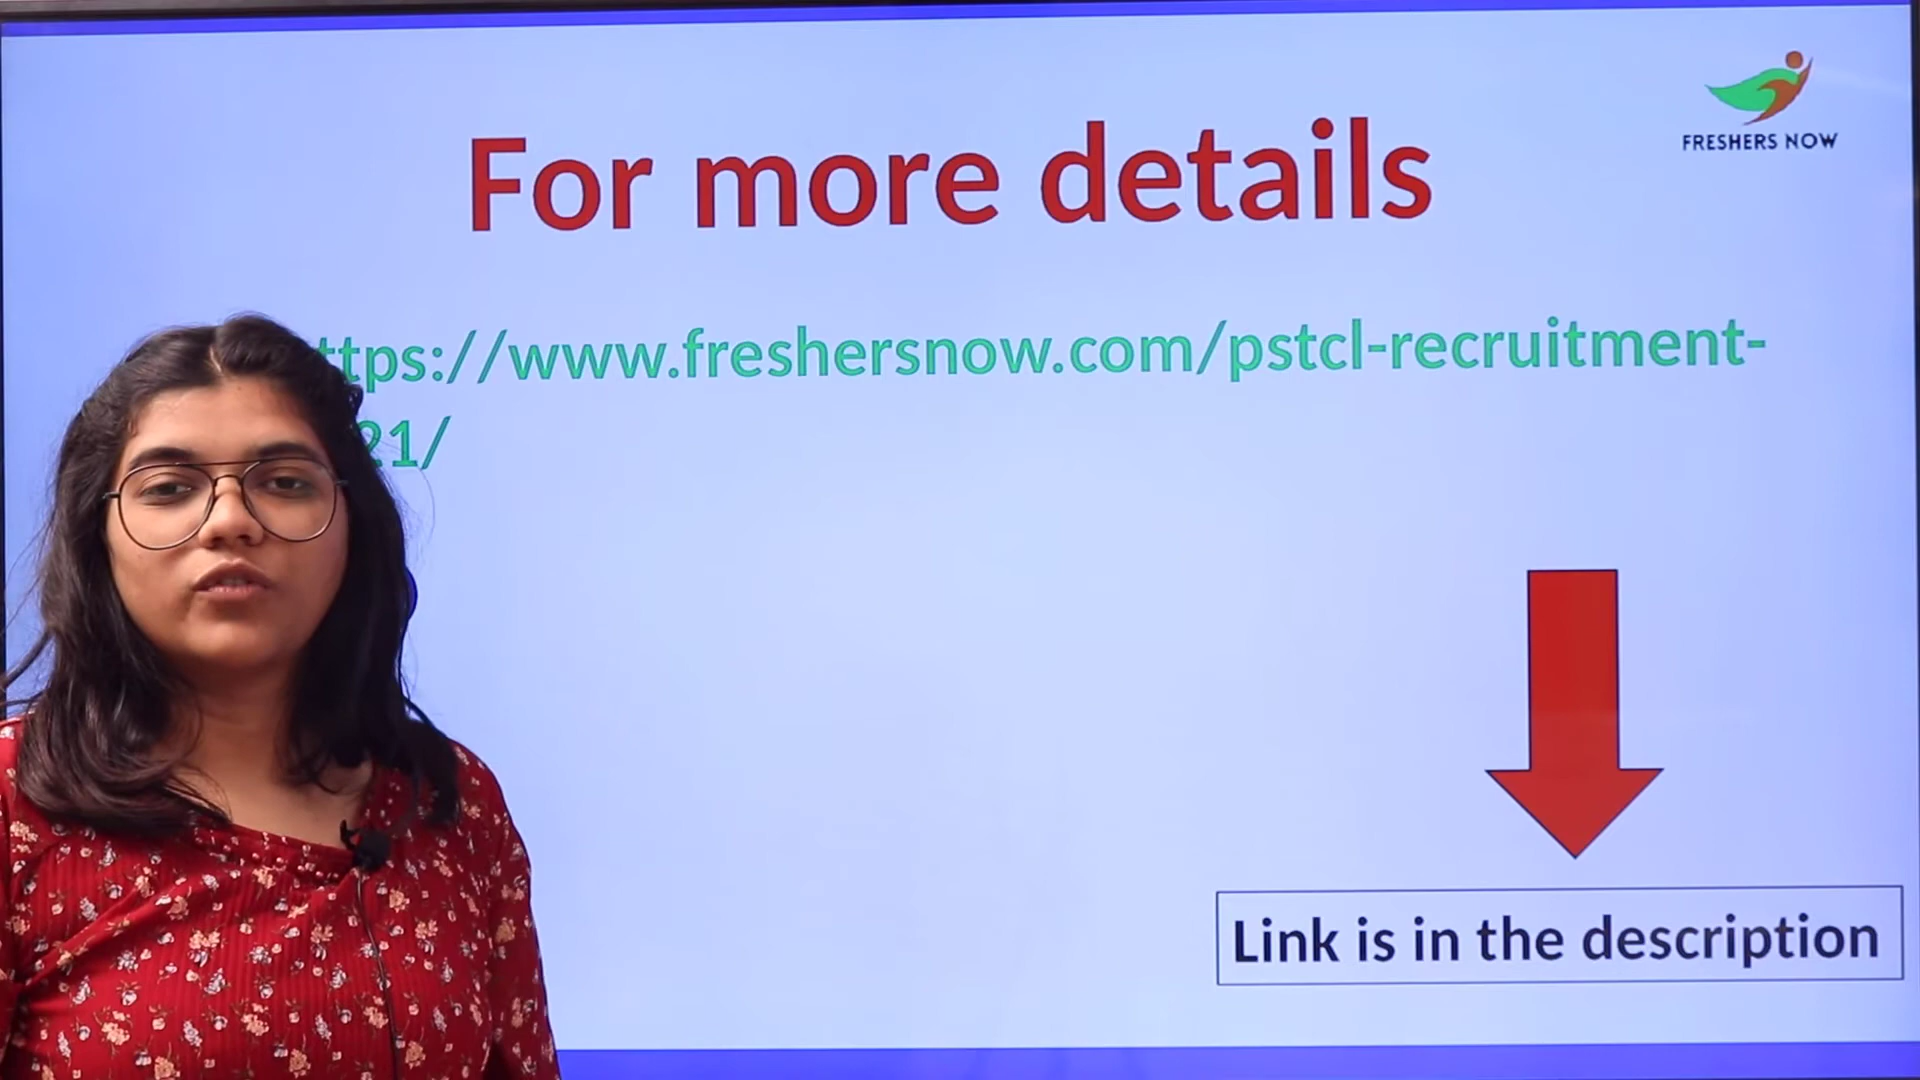 FRESHERS NOW
For more details
ttps://www.freshersnow.com/pstcl-recruitment-
21/
Link is in the description